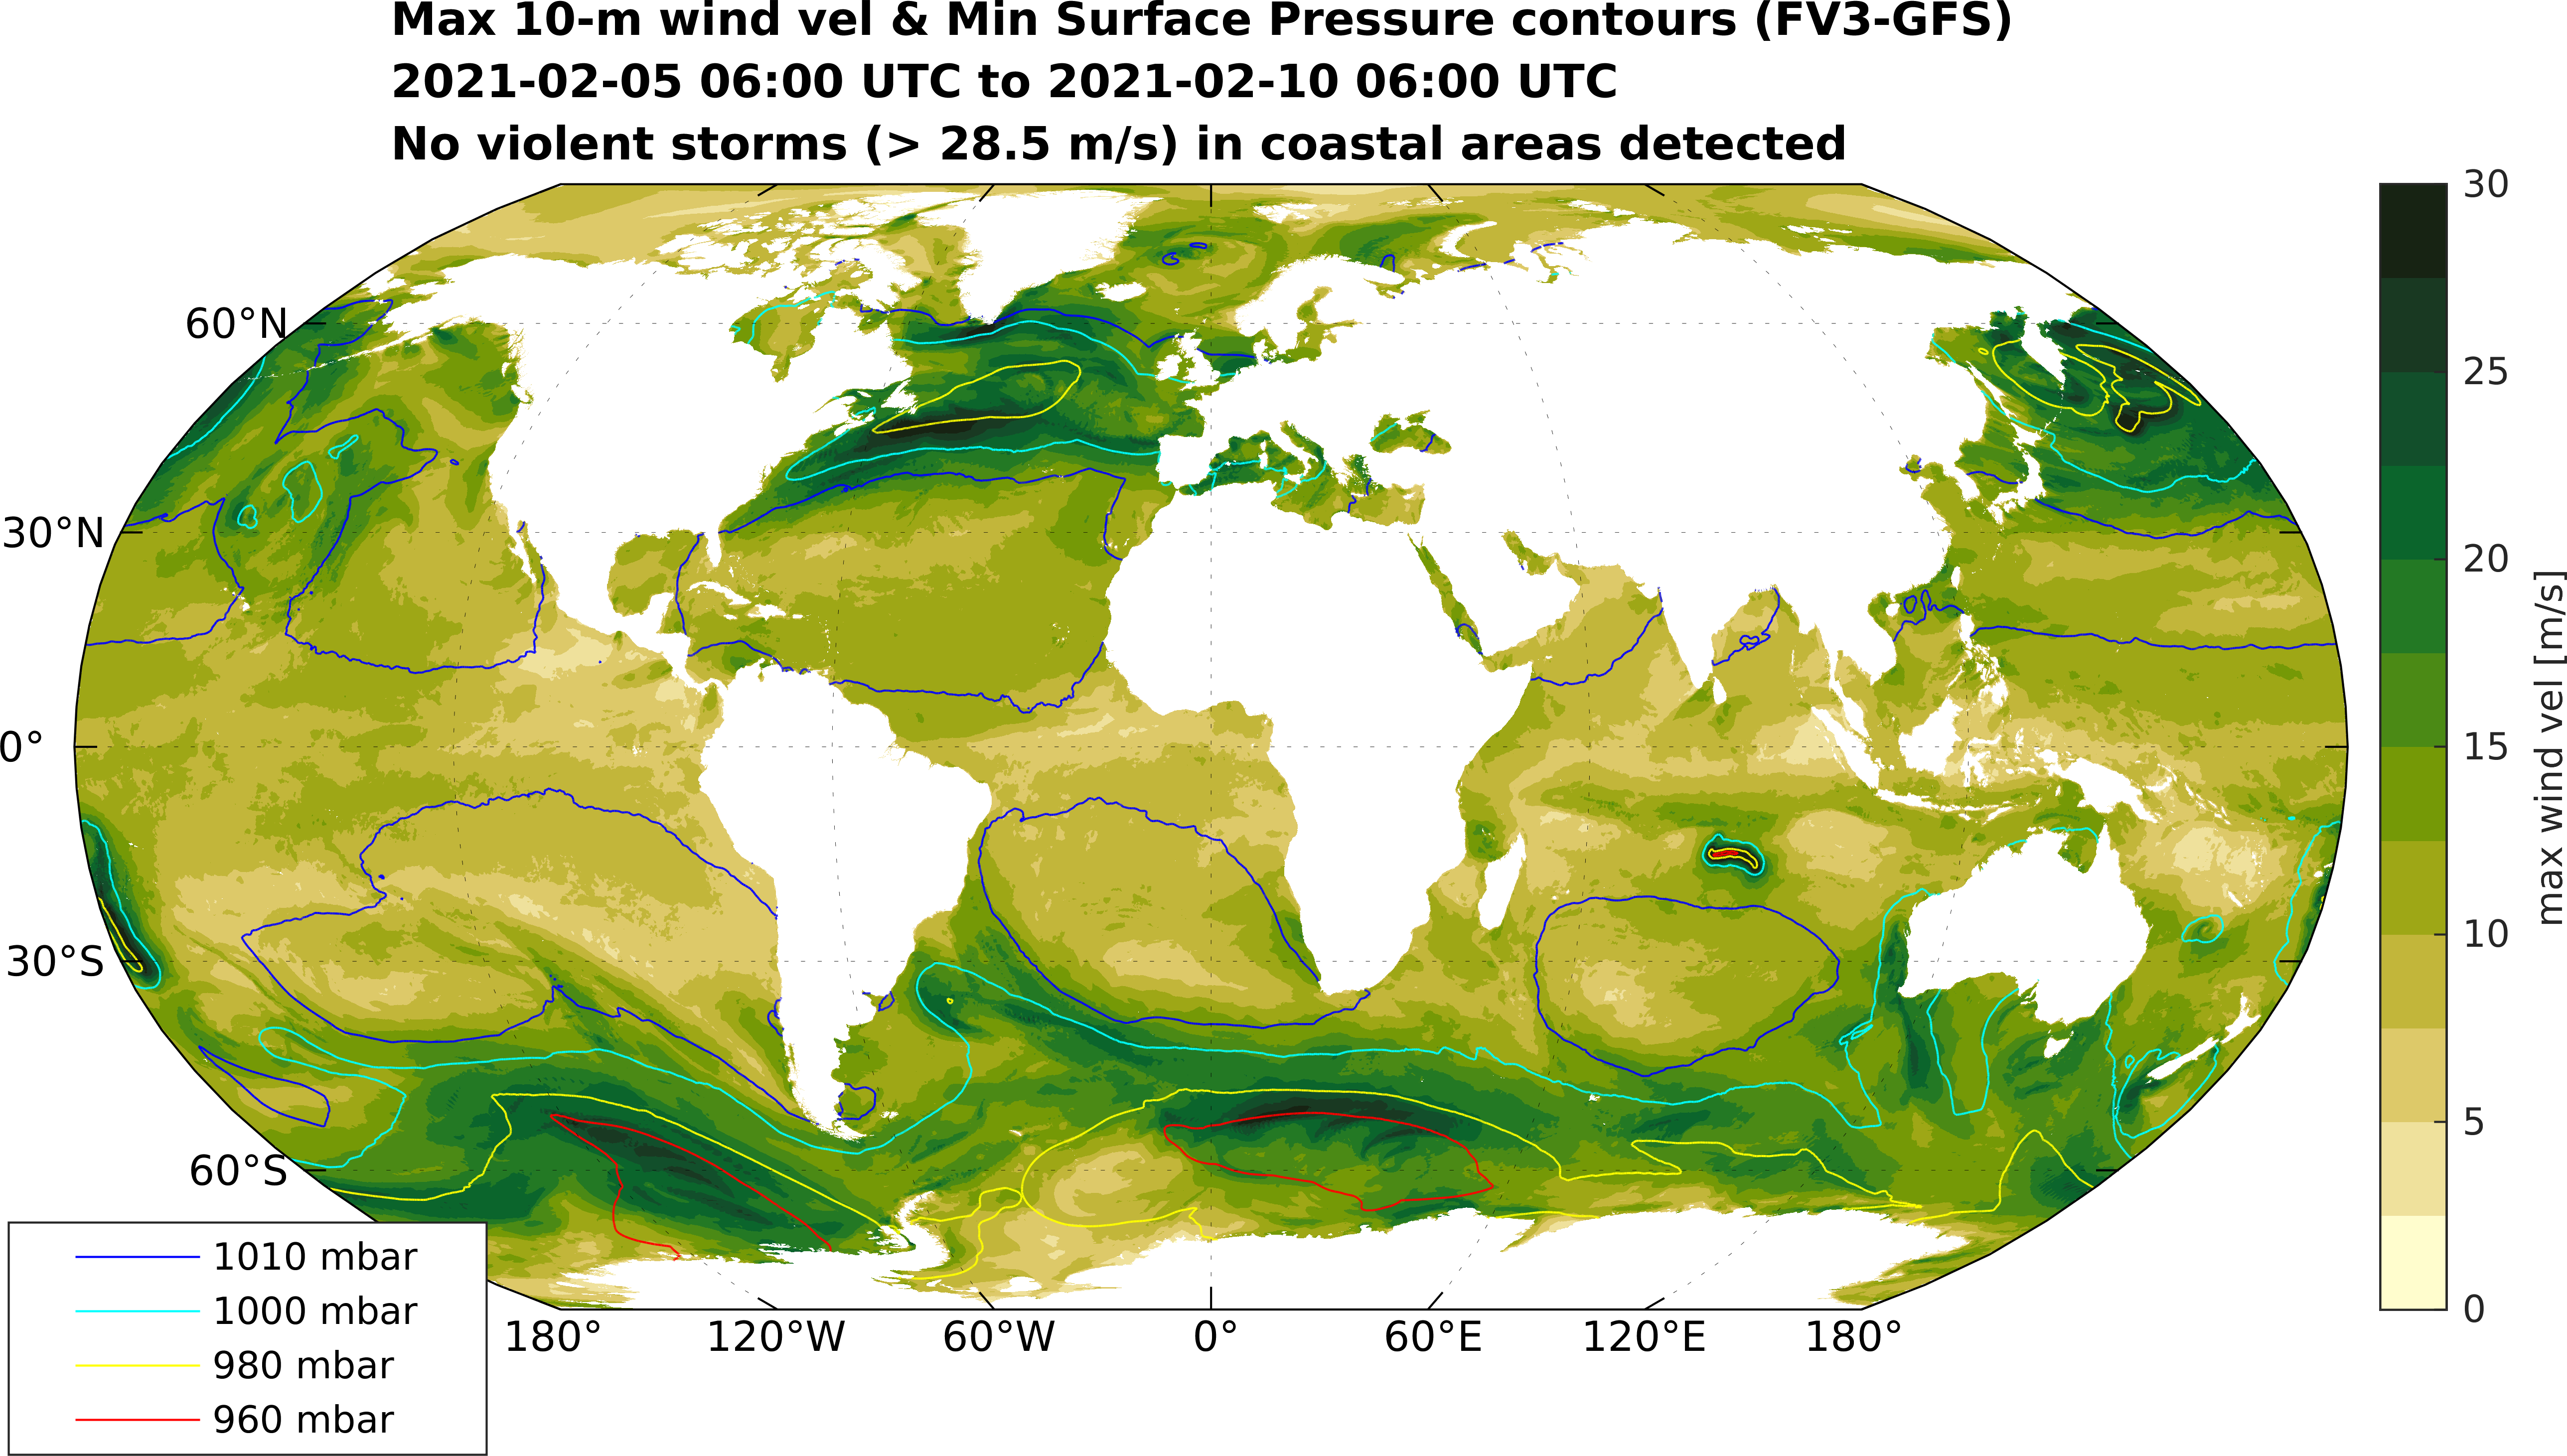 Max 10-m wind vel & Min Surface Pressure contours (FV3-GFS)
2021-02-05 06:00 UTC to 2021-02-10 06:00 UTC
No violent storms (> 28.5 m/s) in coastal areas detected
60°N
30°N
0°
30°S
60°S
180°
120°W
60°W
0°
60°E
120°E
180°
1010 mbar
1000 mbar
980 mbar
960 mbar
30
25
20
15
10
5
0
max wind vel [m/s]